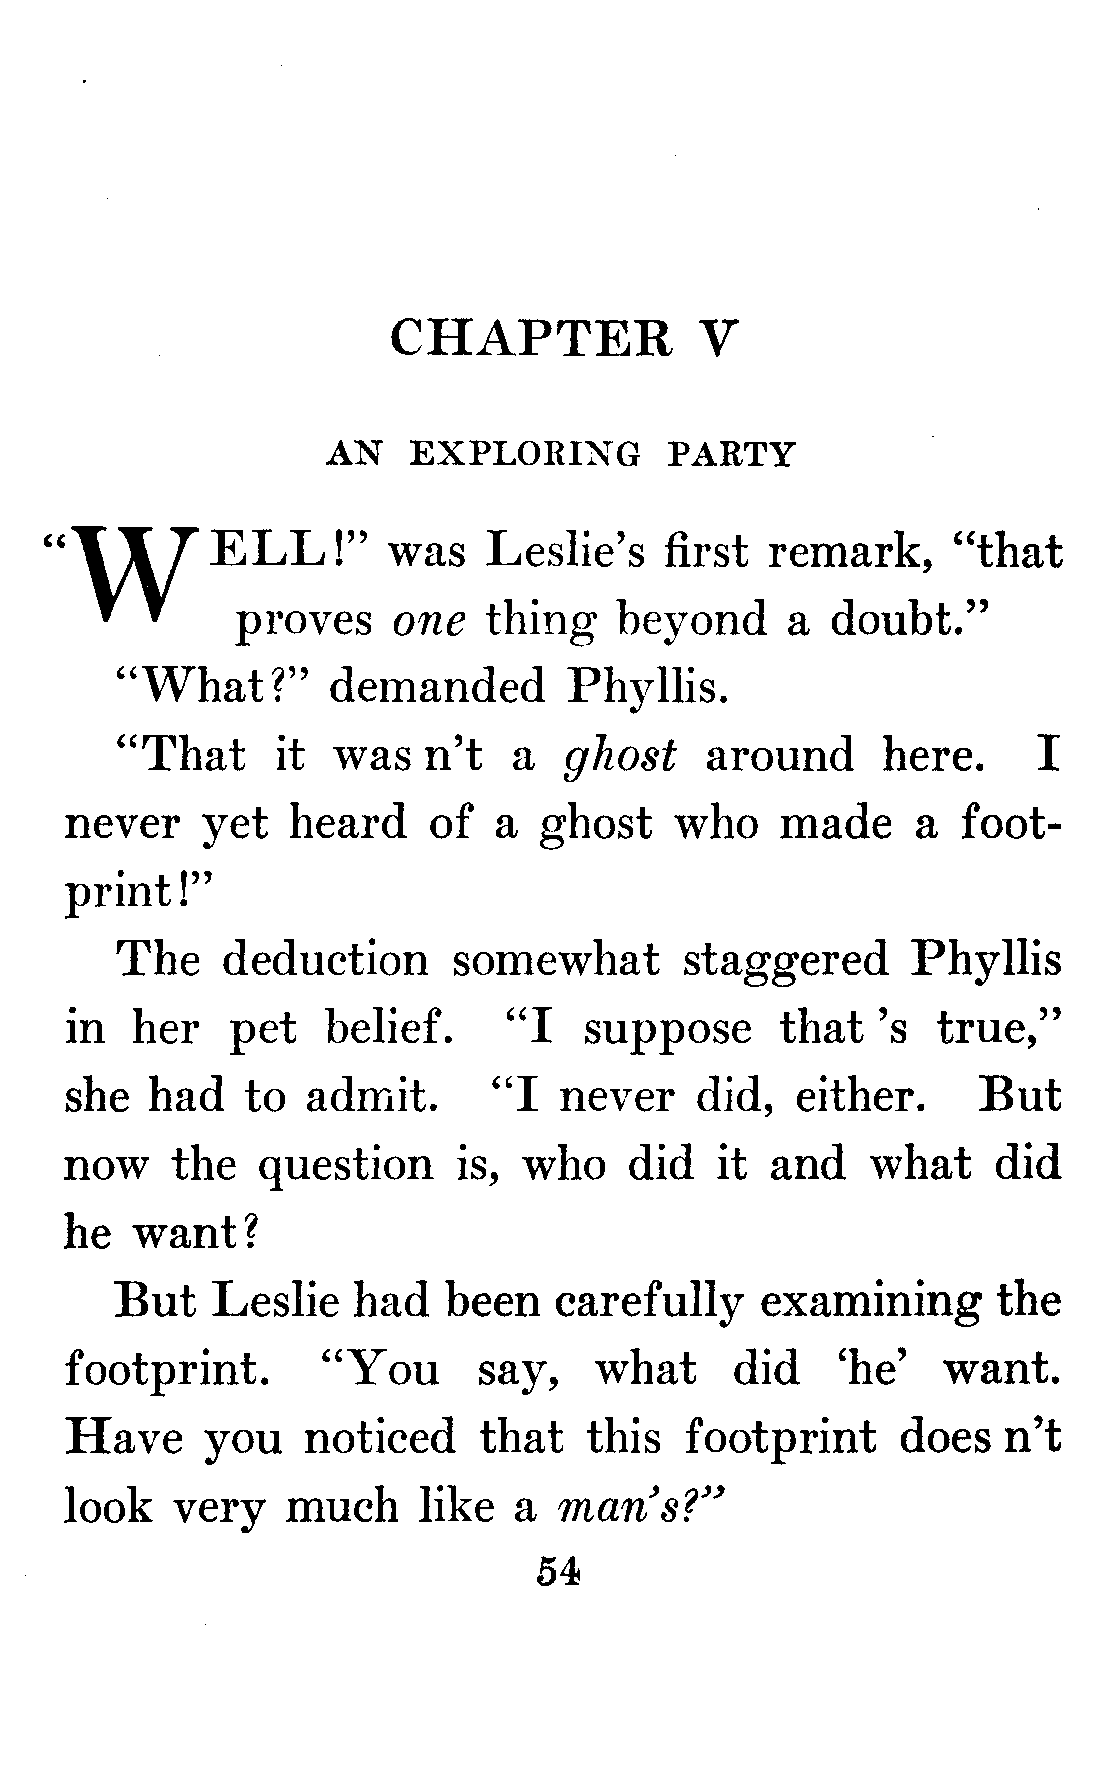 CHAPTER V
AN EXPLORING PARTY
“WELL!” was Leslie’s first remark, “that
proves one thing beyond a doubt.”
“What?” demanded Phyllis.
“That it was n’t a ghost around here. I
never yet heard of a ghost who made a foot-
print!”
The deduction somewhat staggered Phyllis
in her pet belief. “I suppose that ’s true,”
she had to admit. “I never did, either. But
now the question is, who did it and what did
he want?
But Leslie had been carefully examining the
footprint. “You say, what did ‘he’ want.
Have you noticed that this footprint does n’t
look very much like a man’s?”
54